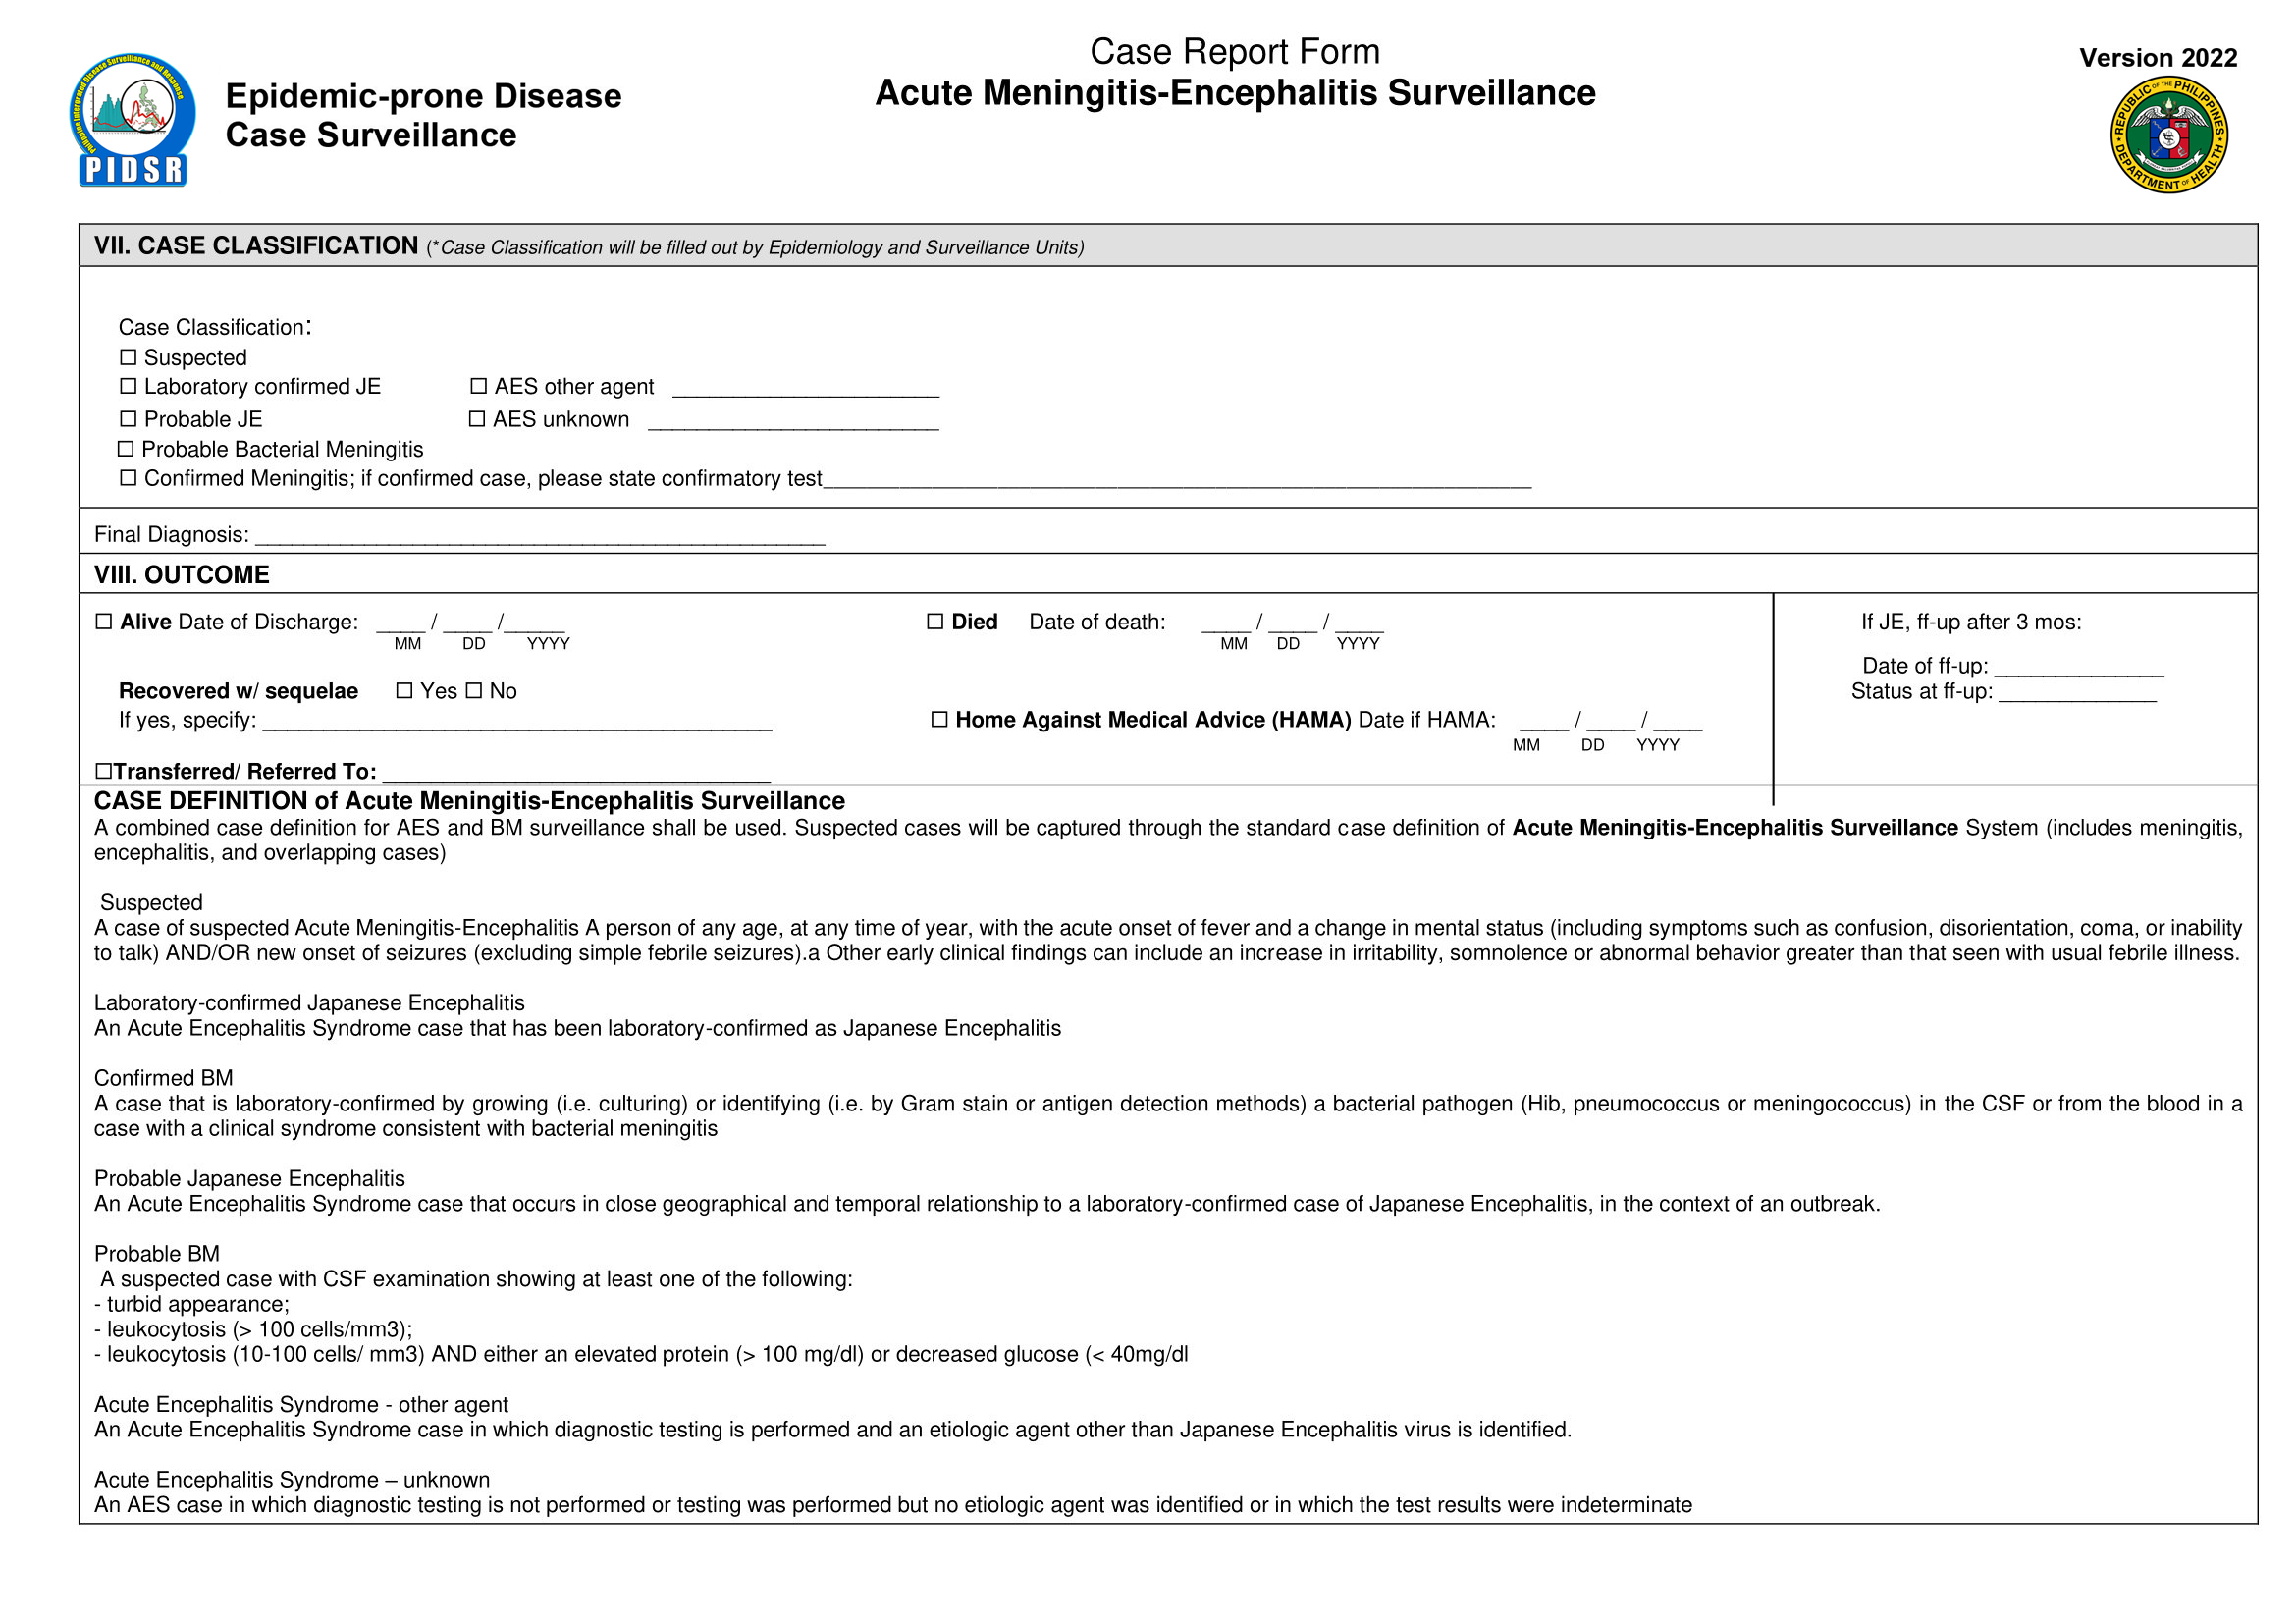 Case Report Form
Version 2022
Acute Meningitis-Encephalitis Surveillance
Epidemic-prone Disease
Case Surveillance
Philippine Integrated Disease Surveillance and Response
PIDSR
REPUBLIC OF THE PHILIPPINES
DEPARTMENT OF HEALTH
VII. CASE CLASSIFICATION (*Case Classification will be filled out by Epidemiology and Surveillance Units)
Case Classification:
☐ Suspected
☐ Laboratory confirmed JE ☐ AES other agent ______________________
☐ Probable JE ☐ AES unknown ________________________
☐ Probable Bacterial Meningitis
☐ Confirmed Meningitis; if confirmed case, please state confirmatory test__________________________________________________________
Final Diagnosis: _______________________________________________
VIII. OUTCOME
☐ Alive Date of Discharge: ____ / ____ /_____ ☐ Died Date of death: ____ / ____ / ____ If JE, ff-up after 3 mos:
MM DD YYYY MM DD YYYY
Date of ff-up: ______________
Recovered w/ sequelae ☐ Yes ☐ No Status at ff-up: _____________
If yes, specify: __________________________________________ ☐ Home Against Medical Advice (HAMA) Date if HAMA: ____ / ____ / ____
MM DD YYYY
☐Transferred/ Referred To: ________________________________
CASE DEFINITION of Acute Meningitis-Encephalitis Surveillance
A combined case definition for AES and BM surveillance shall be used. Suspected cases will be captured through the standard case definition of Acute Meningitis-Encephalitis Surveillance System (includes meningitis,
encephalitis, and overlapping cases)
Suspected
A case of suspected Acute Meningitis-Encephalitis A person of any age, at any time of year, with the acute onset of fever and a change in mental status (including symptoms such as confusion, disorientation, coma, or inability
to talk) AND/OR new onset of seizures (excluding simple febrile seizures).a Other early clinical findings can include an increase in irritability, somnolence or abnormal behavior greater than that seen with usual febrile illness.
Laboratory-confirmed Japanese Encephalitis
An Acute Encephalitis Syndrome case that has been laboratory-confirmed as Japanese Encephalitis
Confirmed BM
A case that is laboratory-confirmed by growing (i.e. culturing) or identifying (i.e. by Gram stain or antigen detection methods) a bacterial pathogen (Hib, pneumococcus or meningococcus) in the CSF or from the blood in a
case with a clinical syndrome consistent with bacterial meningitis
Probable Japanese Encephalitis
An Acute Encephalitis Syndrome case that occurs in close geographical and temporal relationship to a laboratory-confirmed case of Japanese Encephalitis, in the context of an outbreak.
Probable BM
A suspected case with CSF examination showing at least one of the following:
- turbid appearance;
- leukocytosis (> 100 cells/mm3);
- leukocytosis (10-100 cells/ mm3) AND either an elevated protein (> 100 mg/dl) or decreased glucose (< 40mg/dl
Acute Encephalitis Syndrome - other agent
An Acute Encephalitis Syndrome case in which diagnostic testing is performed and an etiologic agent other than Japanese Encephalitis virus is identified.
Acute Encephalitis Syndrome – unknown
An AES case in which diagnostic testing is not performed or testing was performed but no etiologic agent was identified or in which the test results were indeterminate